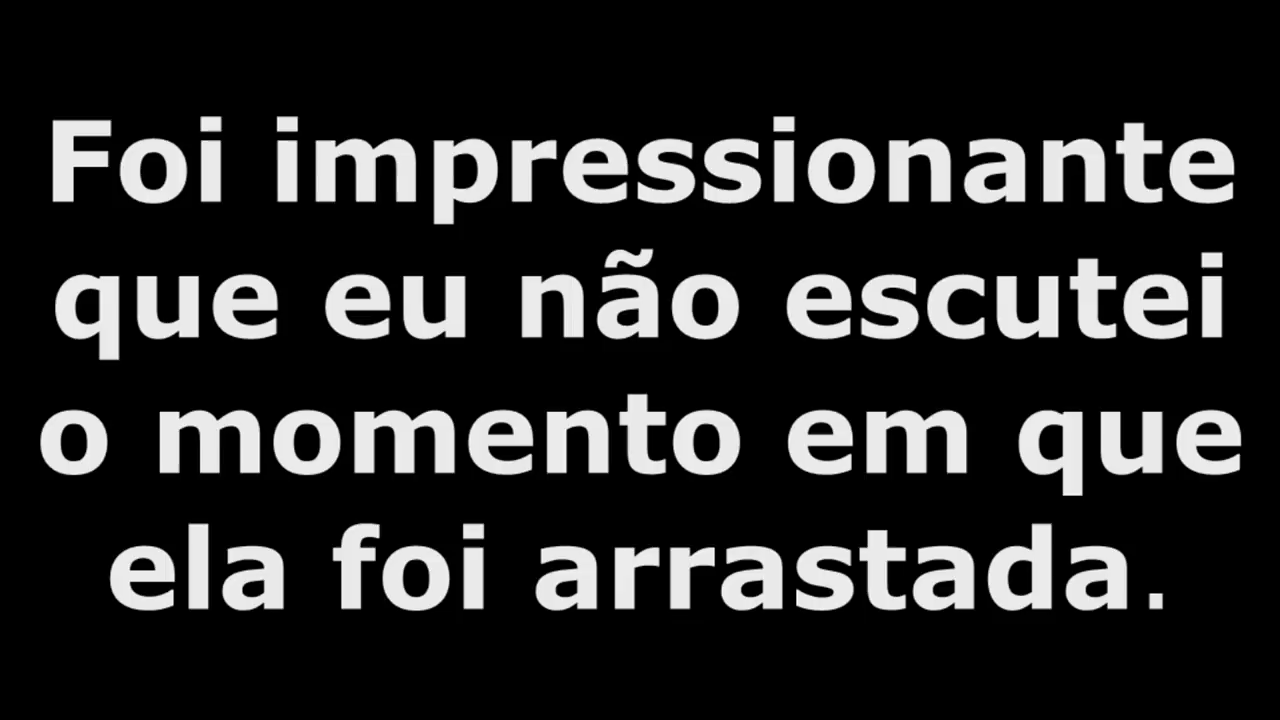 Foi impressionante
que eu não escutei
o momento em que
ela foi arrastada.